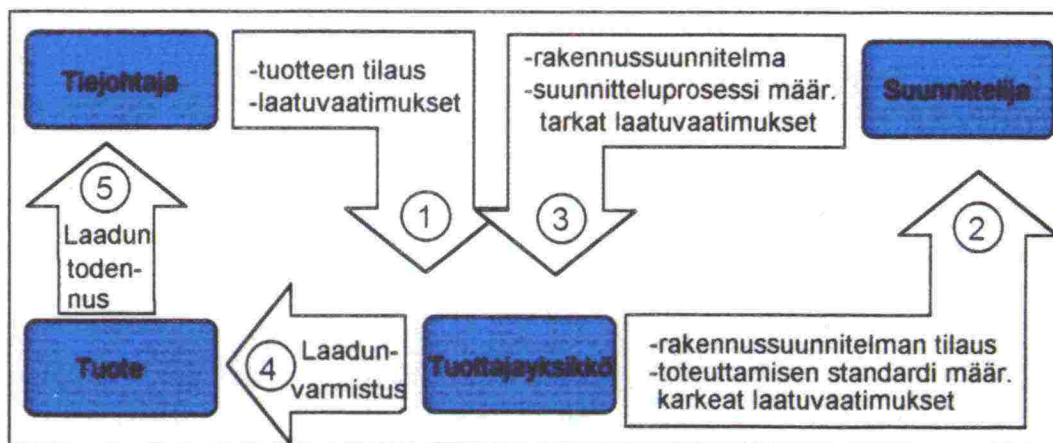 Tiejohtaja
-tuotteen tilaus
-laatuvaatimukset
-rakennussuunnitelma
-suunnitteluprosessi määr.
tarkat laatuvaatimukset
Suunnittelija
5
Laadun
toden-
nus
1
3
2
Tuote
4
Laadun-
varmistus
Tuottajayksikkö
-rakennussuunnitelman tilaus
-toteuttamisen standardi määr.
karkeat laatuvaatimukset